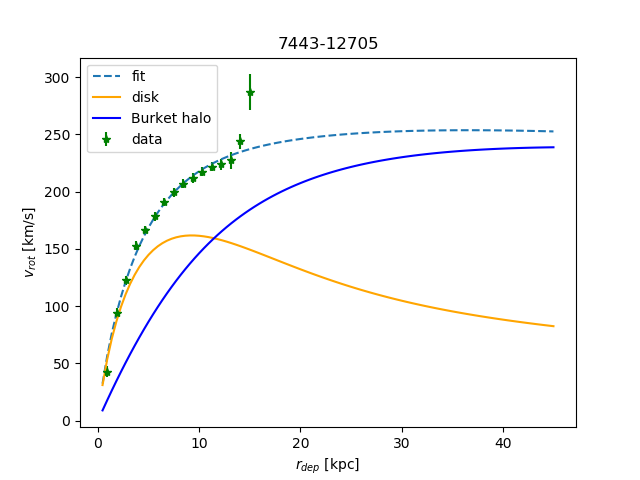 7443-12705
fit
disk
Burket halo
data
300
250
200
150
100
50
0
v_rot [km/s]
0 10 20 30 40
r_dep [kpc]